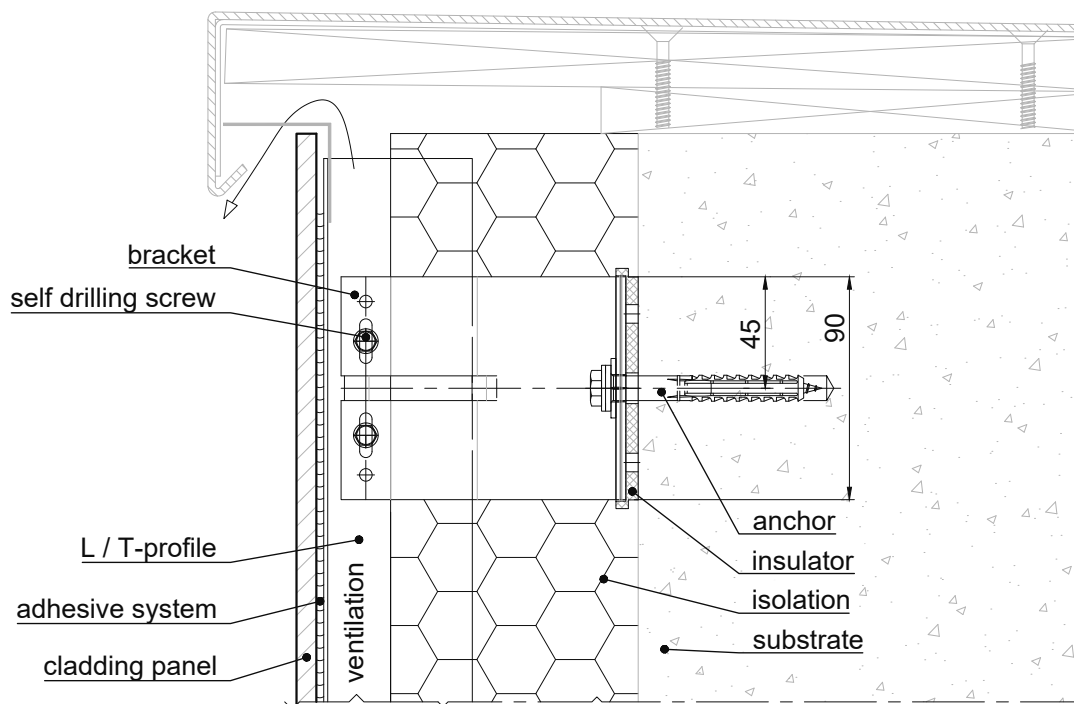 bracket
self drilling screw
45
90
L / T-profile
adhesive system
cladding panel
ventilation
anchor
insulator
isolation
substrate